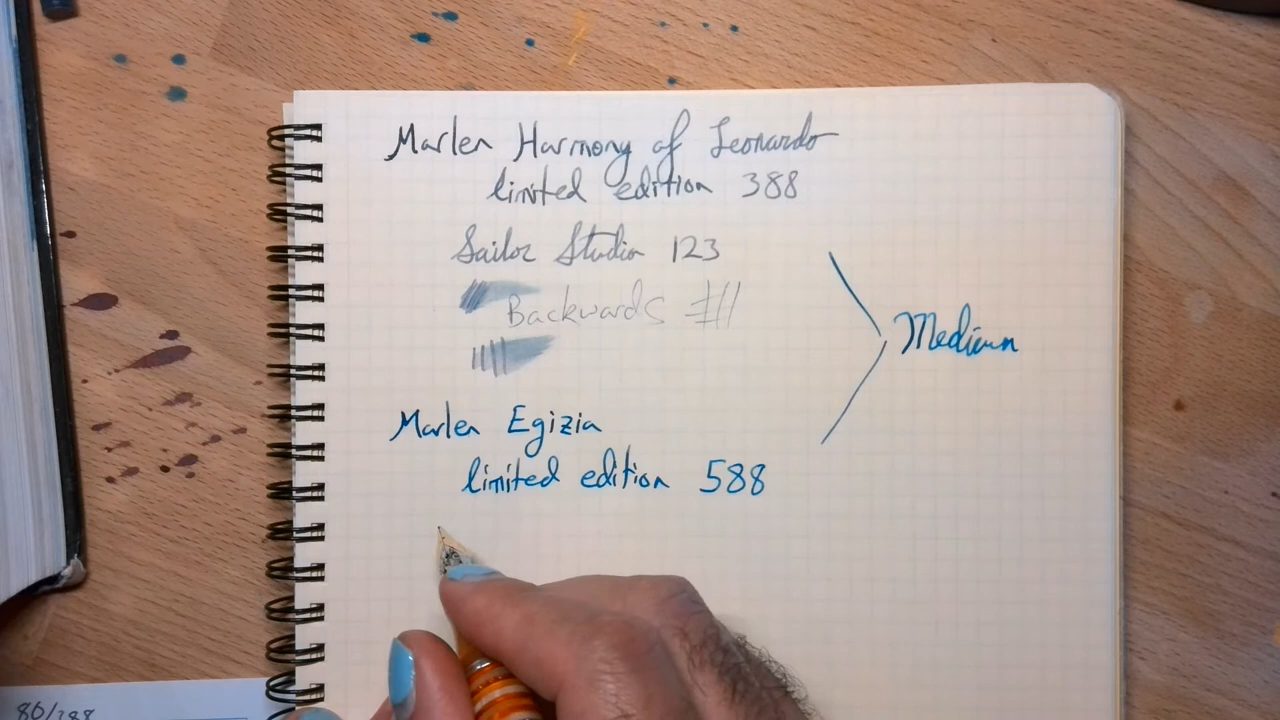 Marlen Harmony of Leonardo
limited edition 388
Sailor Studio 123
Backwards #1
Medium
Marlen Egizia
limited edition 588
80/388